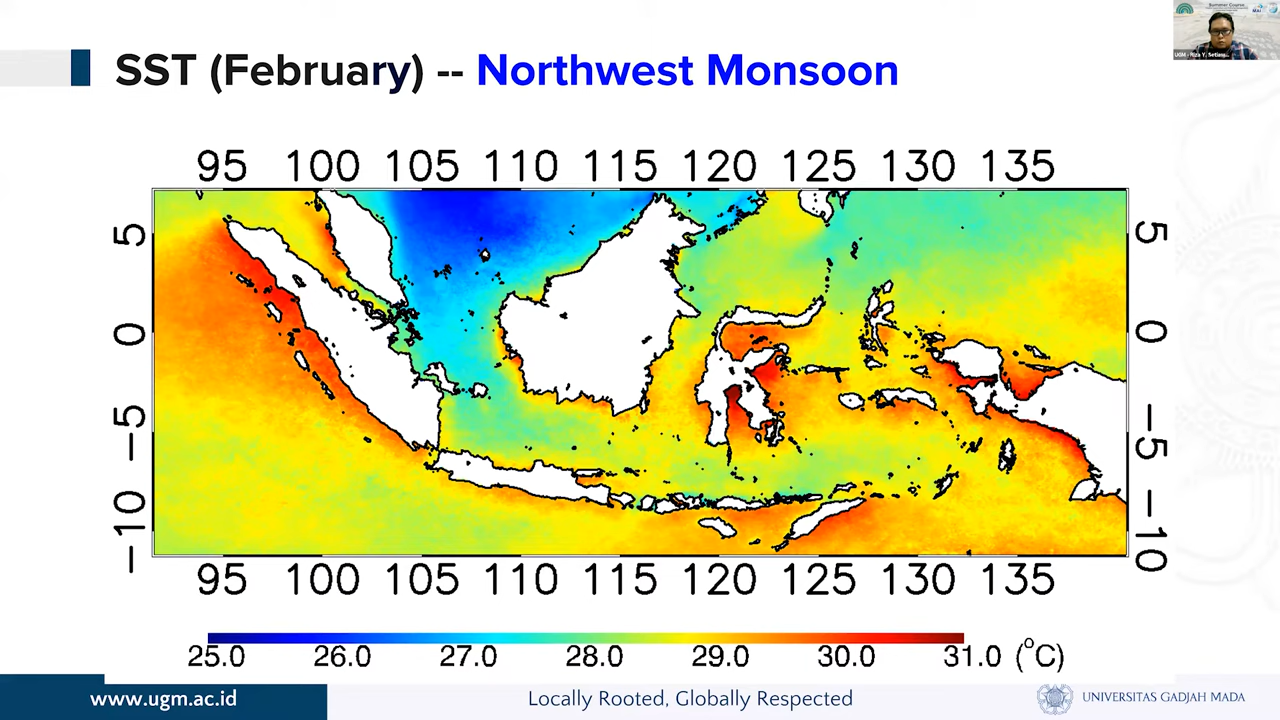 SST (February) -- Northwest Monsoon
Summer Course
95 100 105 110 115 120 125 130 135
5 0 -5 -10
5 0 -5 -10
95 100 105 110 115 120 125 130 135
25.0 26.0 27.0 28.0 29.0 30.0 31.0 (°C)
www.ugm.ac.id
Locally Rooted, Globally Respected
UNIVERSITAS GADJAH MADA